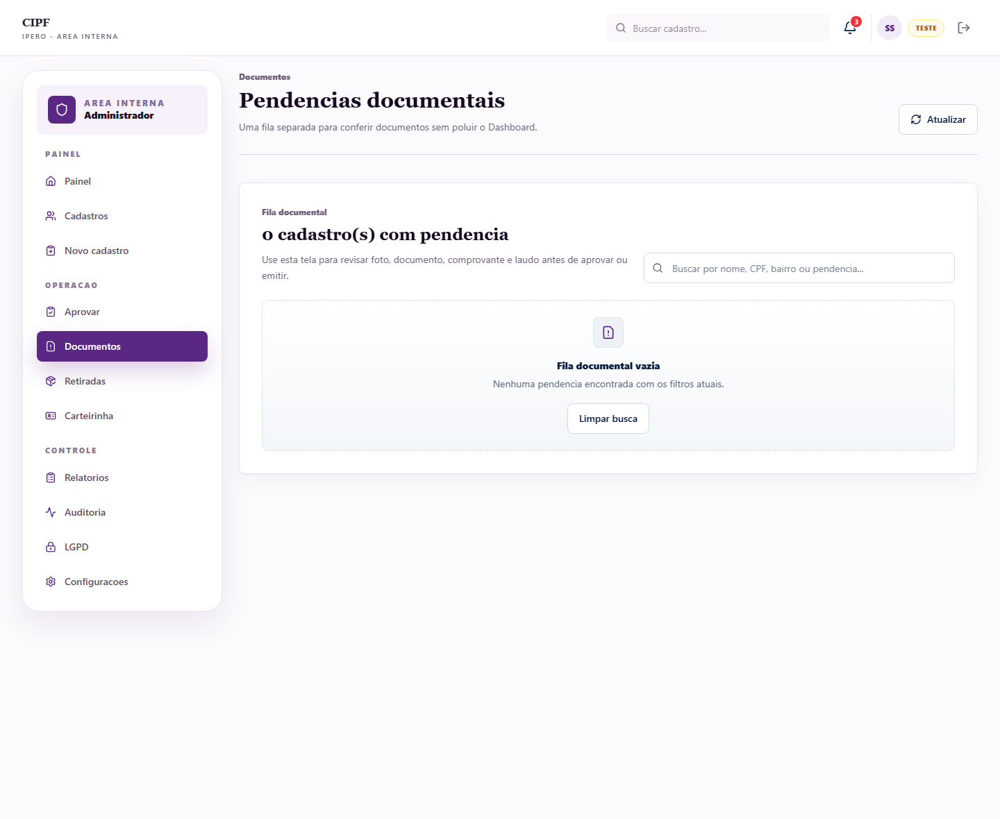 CIPF
IPERO - AREA INTERNA
Buscar cadastro...
3
SS
TESTE
AREA INTERNA
Administrador
PAINEL
Painel
Cadastros
Novo cadastro
OPERACAO
Aprovar
Documentos
Retiradas
Carteirinha
CONTROLE
Relatorios
Auditoria
LGPD
Configuracoes
Documentos
Pendencias documentais
Uma fila separada para conferir documentos sem poluir o Dashboard.
Atualizar
Fila documental
0 cadastro(s) com pendencia
Use esta tela para revisar foto, documento, comprovante e laudo antes de aprovar ou
emitir.
Buscar por nome, CPF, bairro ou pendencia...
Fila documental vazia
Nenhuma pendencia encontrada com os filtros atuais.
Limpar busca